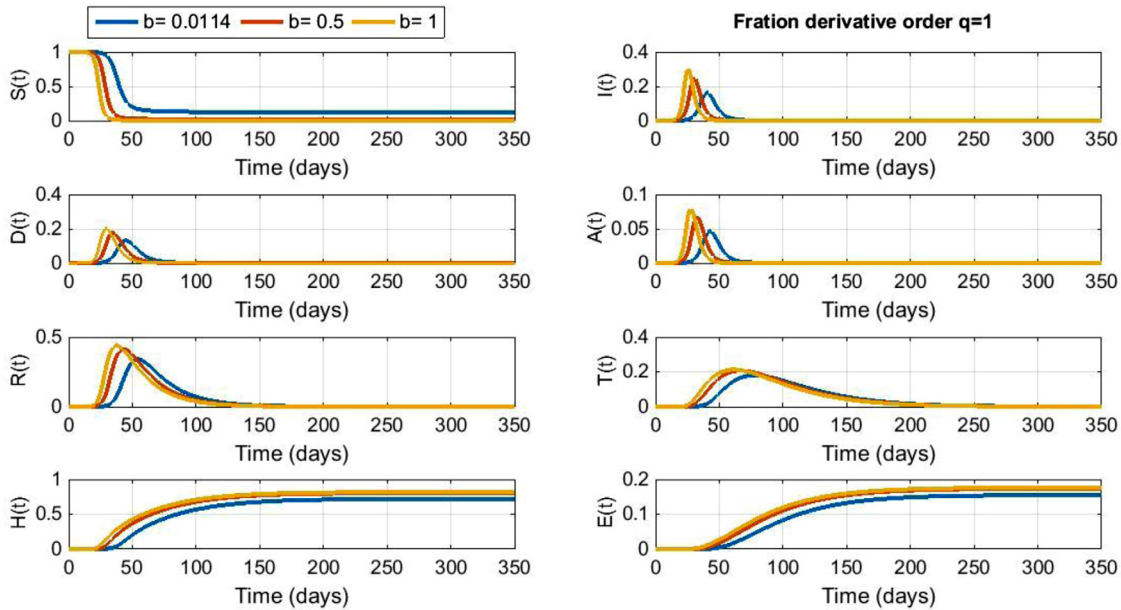 b= 0.0114 b= 0.5 b= 1
Fration derivative order q=1
S(t)
1
0.5
0
0 50 100 150 200 250 300 350
Time (days)
I(t)
0.4
0.2
0
0 50 100 150 200 250 300 350
Time (days)
D(t)
0.4
0.2
0
0 50 100 150 200 250 300 350
Time (days)
A(t)
0.1
0.05
0
0 50 100 150 200 250 300 350
Time (days)
R(t)
0.5
0
0 50 100 150 200 250 300 350
Time (days)
T(t)
0.4
0.2
0
0 50 100 150 200 250 300 350
Time (days)
H(t)
1
0.5
0
0 50 100 150 200 250 300 350
Time (days)
E(t)
0.2
0.1
0
0 50 100 150 200 250 300 350
Time (days)